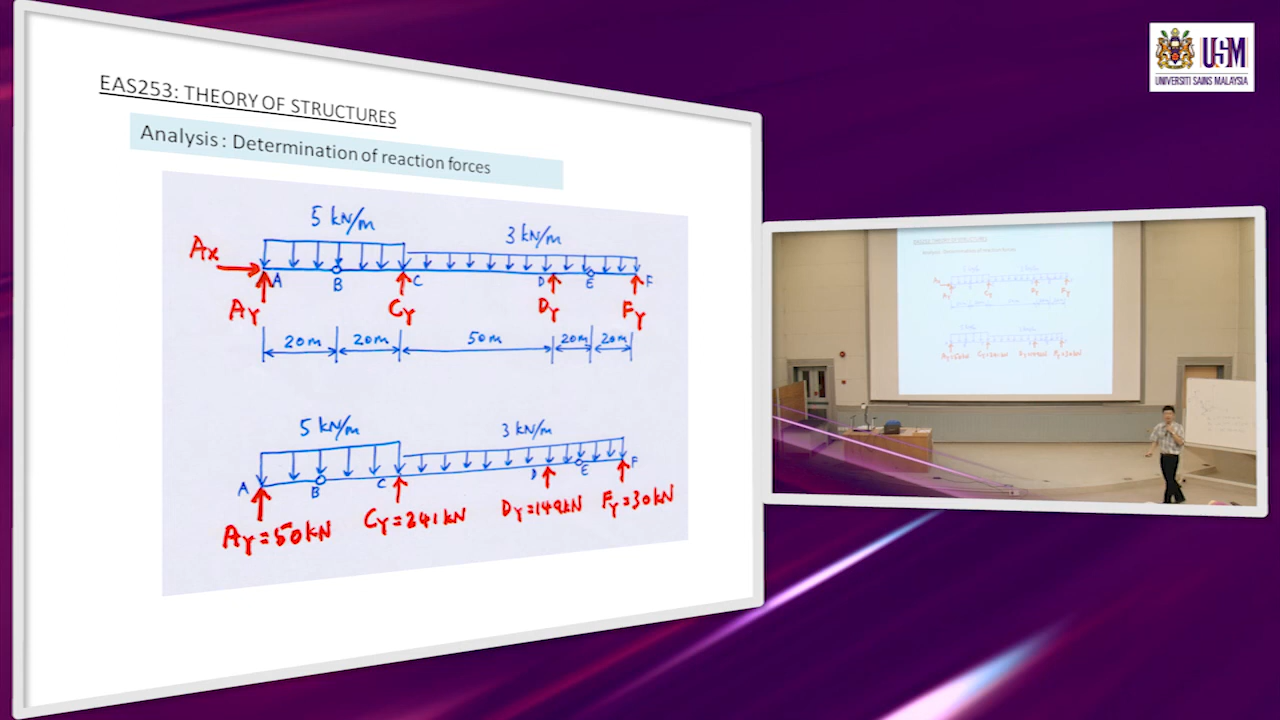 EAS253: THEORY OF STRUCTURES
Analysis : Determination of reaction forces
5 kN/m 3 kN/m
Ax
A B C D E F
Ay Cy Dy Fy
20m 20m 50m 20m 20m
5 kN/m 3 kN/m
A B C D E F
Ay=50kN Cy=241kN Dy=149kN Fy=30kN
USM
UNIVERSITI SAINS MALAYSIA